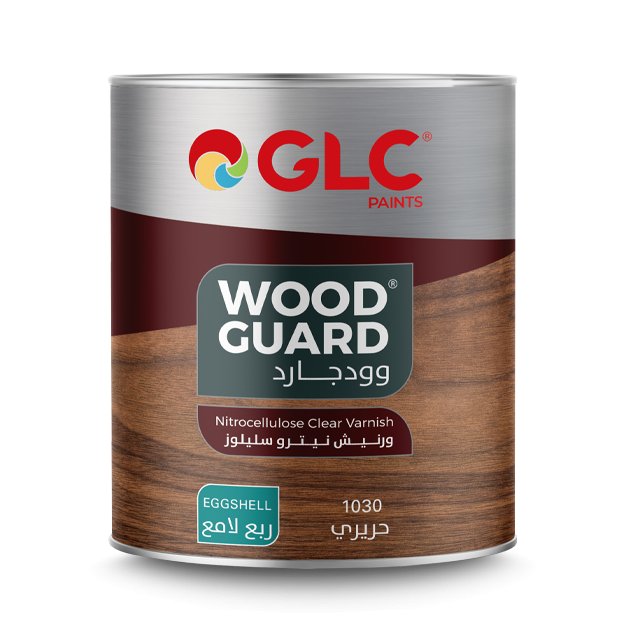 GLC®
PAINTS
WOOD®
GUARD
وودجارد
Nitrocellulose Clear Varnish
ورنيش نيترو سليلوز
EGGSHELL
ربع لامع
1030
حريري